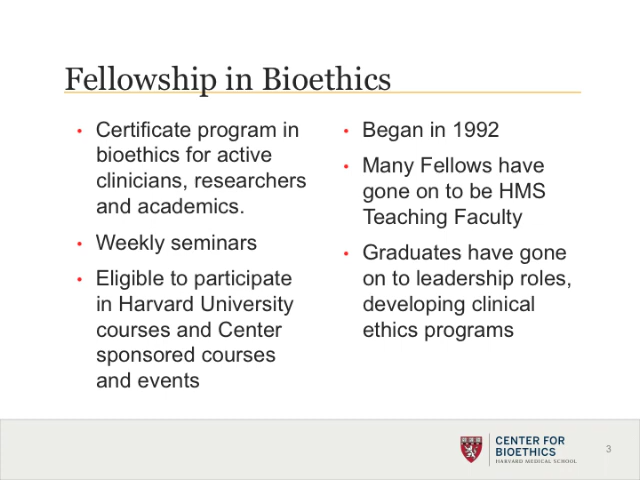 Fellowship in Bioethics
• Certificate program in
bioethics for active
clinicians, researchers
and academics.
• Weekly seminars
• Eligible to participate
in Harvard University
courses and Center
sponsored courses
and events
• Began in 1992
• Many Fellows have
gone on to be HMS
Teaching Faculty
• Graduates have gone
on to leadership roles,
developing clinical
ethics programs
CENTER FOR
BIOETHICS
HARVARD MEDICAL SCHOOL
3